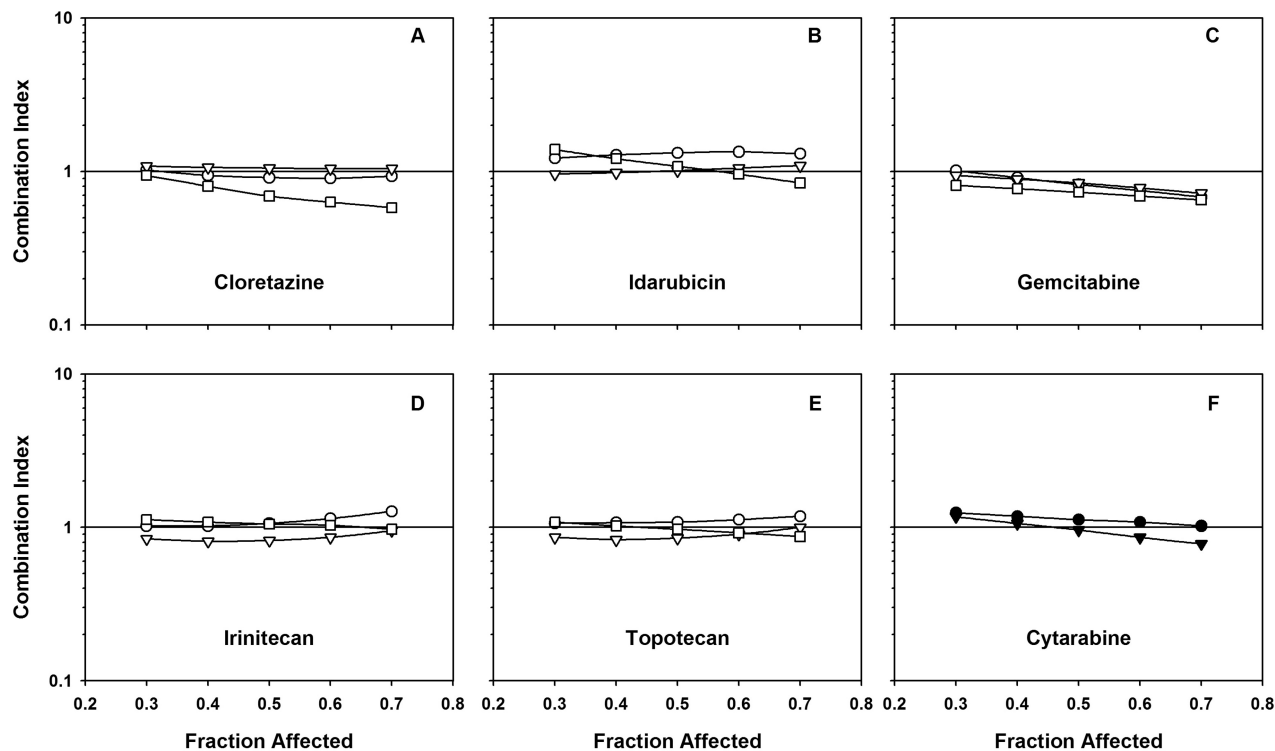 A
B
C
10
1
0.1
Combination Index
Cloretazine
Idarubicin
Gemcitabine
0.2 0.3 0.4 0.5 0.6 0.7 0.8
0.2 0.3 0.4 0.5 0.6 0.7 0.8
0.2 0.3 0.4 0.5 0.6 0.7 0.8
D
E
F
10
1
0.1
Combination Index
Irinitecan
Topotecan
Cytarabine
Fraction Affected
Fraction Affected
Fraction Affected